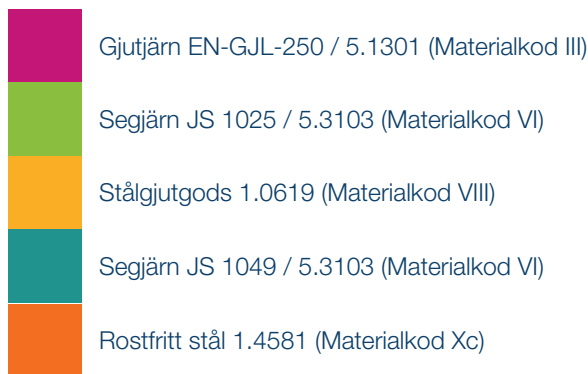 Gjutjärn EN-GJL-250 / 5.1301 (Materialkod III)
Segjärn JS 1025 / 5.3103 (Materialkod VI)
Stålgjutgods 1.0619 (Materialkod VIII)
Segjärn JS 1049 / 5.3103 (Materialkod VI)
Rostfritt stål 1.4581 (Materialkod Xc)